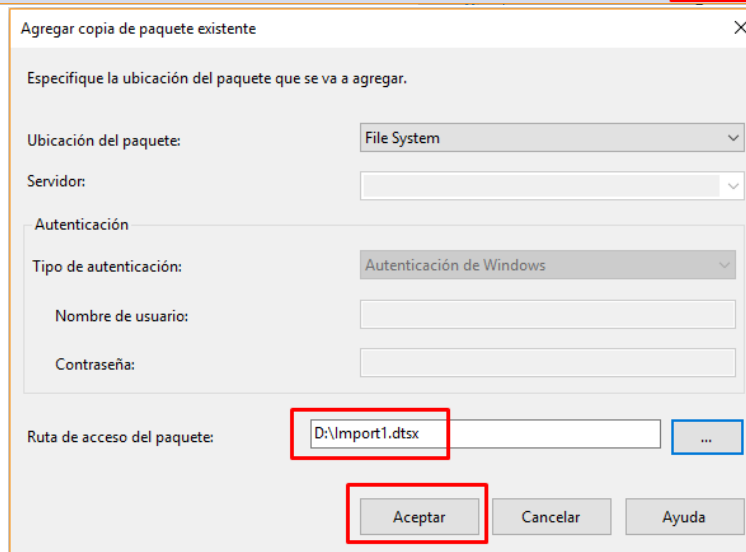 Agregar copia de paquete existente
Especifique la ubicación del paquete que se va a agregar.
Ubicación del paquete: File System
Servidor:
Autenticación
Tipo de autenticación: Autenticación de Windows
Nombre de usuario:
Contraseña:
Ruta de acceso del paquete: D:\Import1.dtsx ...
Aceptar Cancelar Ayuda